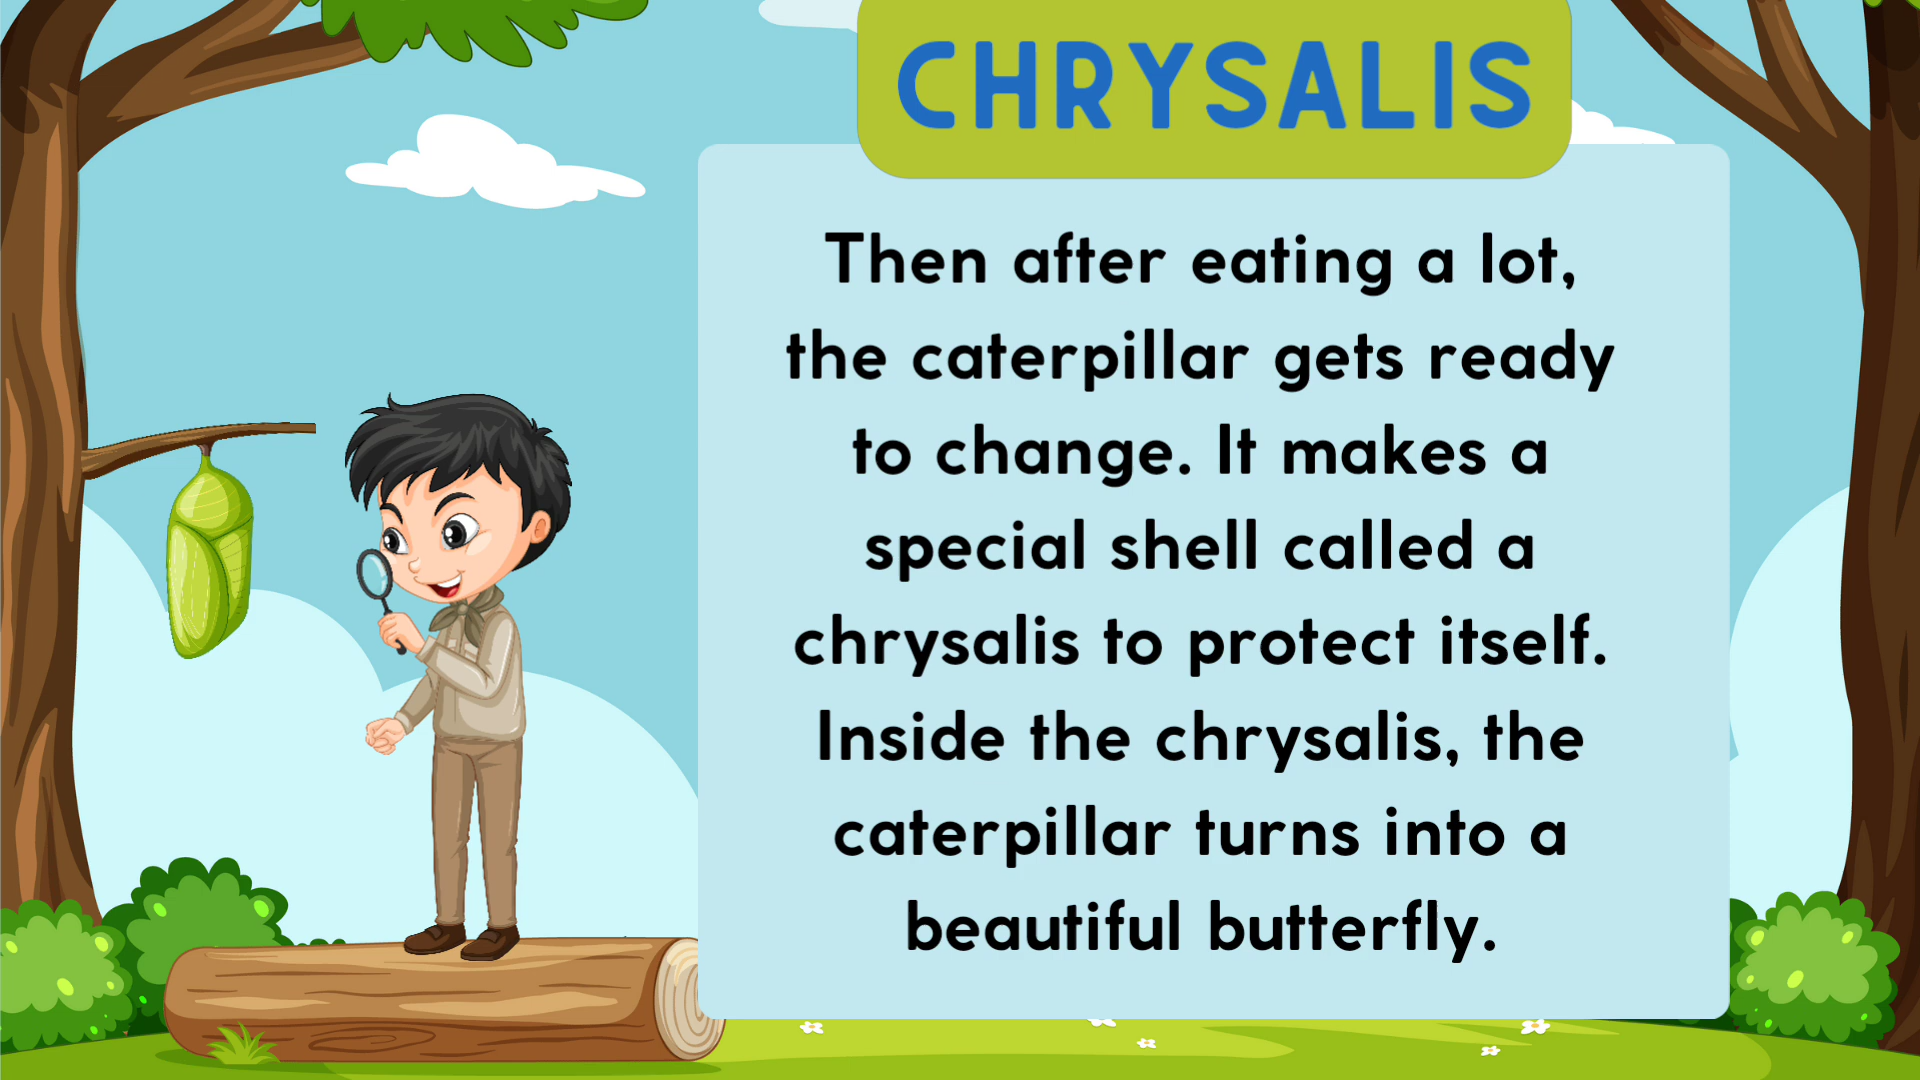 CHRYSALIS
Then after eating a lot,
the caterpillar gets ready
to change. It makes a
special shell called a
chrysalis to protect itself.
Inside the chrysalis, the
caterpillar turns into a
beautiful butterfly.